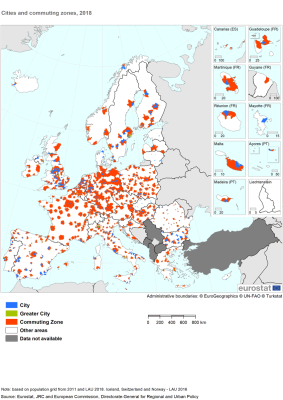 Cities and commuting zones, 2018
Canarias (ES)
Guadeloupe (FR)
0 100
0 25
Martinique (FR)
Guyane (FR)
0 20
0 100
Réunion (FR)
Mayotte (FR)
0 20
0 15
Malta
Açores (PT)
0 10
0 50
Madeira (PT)
Liechtenstein
0 20
0 5
eurostat
Administrative boundaries: © EuroGeographics © UN-FAO © Turkstat
City
Greater City
Commuting Zone
Other areas
Data not available
0 200 400 600 800 km
Note: based on population grid from 2011 and LAU 2018. Iceland, Switzerland and Norway - LAU 2016
Source: Eurostat, JRC and European Commission, Directorate-General for Regional and Urban Policy